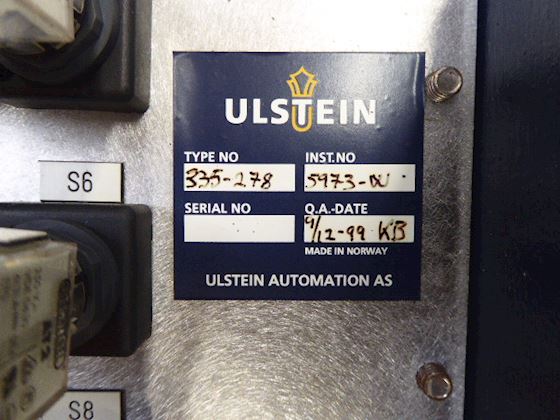 ULSTEIN
TYPE NO INST.NO
335-278 5973-DU
SERIAL NO Q.A.-DATE
9/12-99 KB
MADE IN NORWAY
ULSTEIN AUTOMATION AS
S6
S8